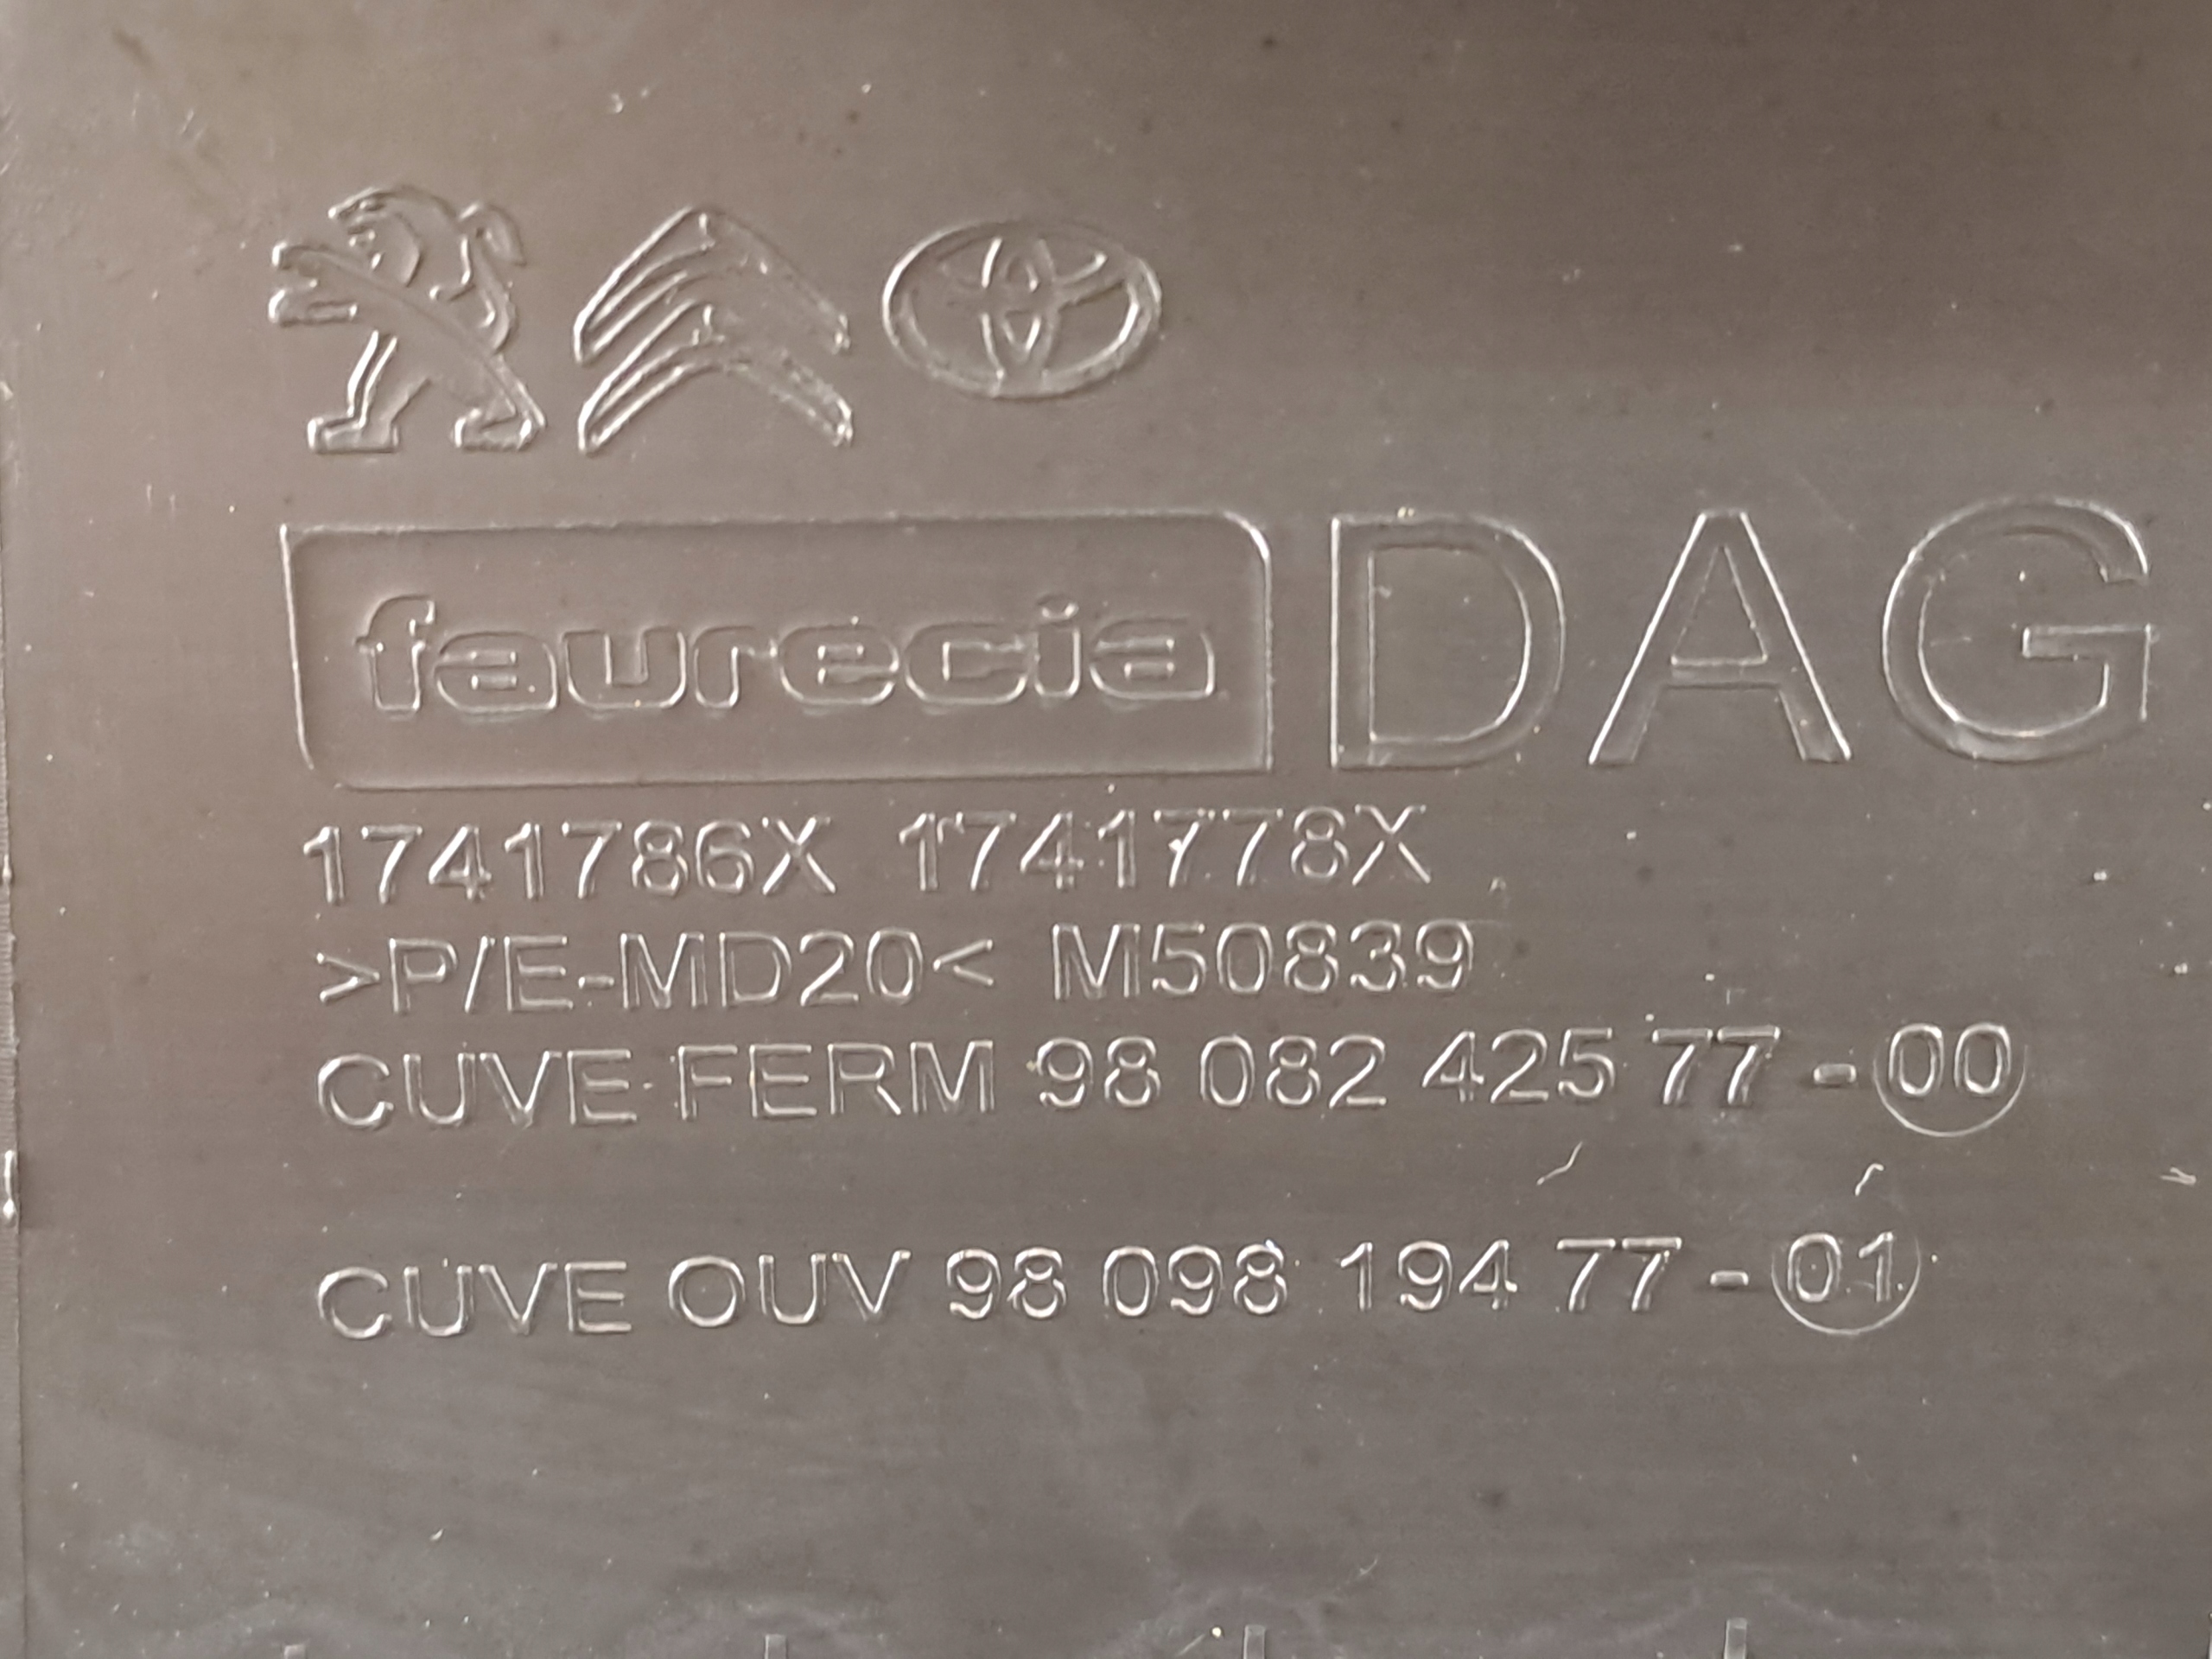 faurecia DAG
1741786X 1741778X
>P/E-MD20< M50839
CUVE FERM 98 082 425 77 - 00
CUVE OUV 98 098 194 77 - 01